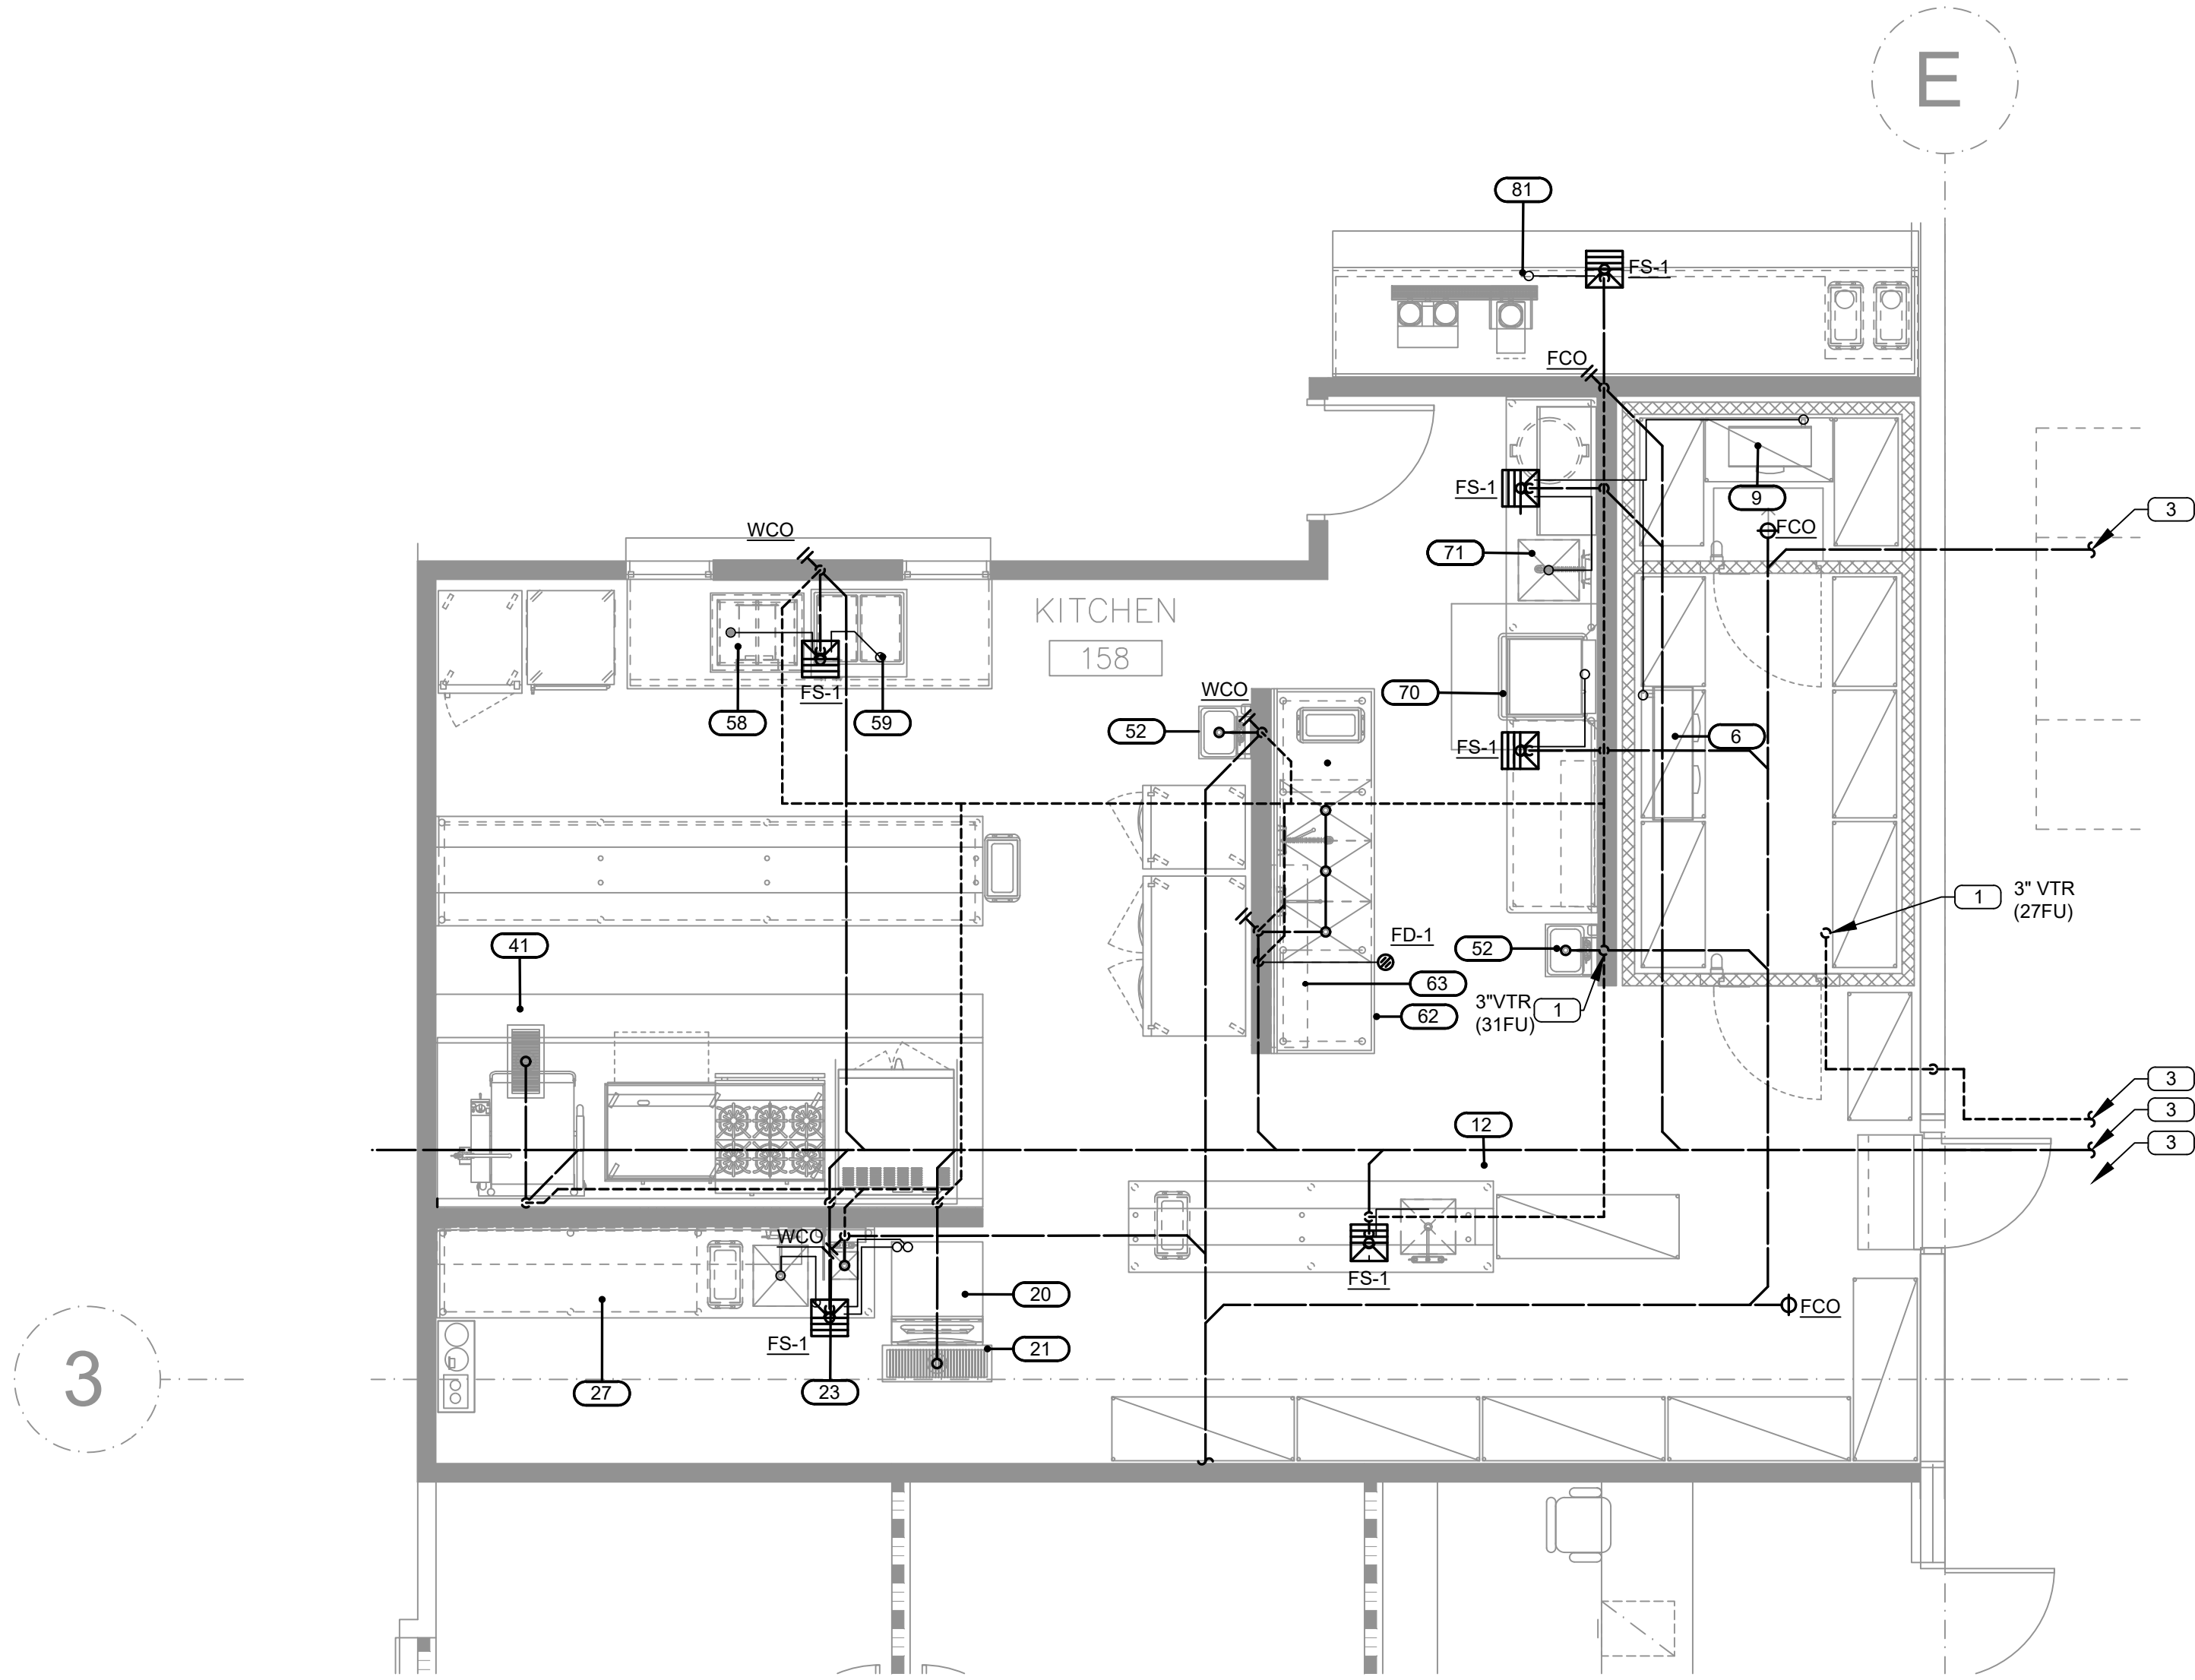 E
81
FS-1
FCO
9
FS-1
FCO
3
WCO
71
KITCHEN
158
FS-1
58
59
WCO
52
70
FS-1
6
1
3" VTR
(27FU)
41
FD-1
52
63
3"VTR
(31FU)
1
62
3
3
3
12
WCO
20
FS-1
FCO
FS-1
21
3
27
23